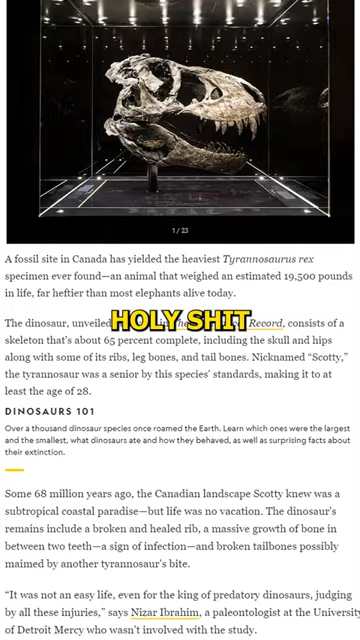 1 / 23
A fossil site in Canada has yielded the heaviest Tyrannosaurus rex
specimen ever found—an animal that weighed an estimated 19,500 pounds
in life, far heftier than most elephants alive today.
The dinosaur, unveiled Record, consists of a
HOLY SHIT
skeleton that's about 65 percent complete, including the skull and hips
along with some of its ribs, leg bones, and tail bones. Nicknamed “Scotty,”
the tyrannosaur was a senior by this species' standards, making it to at
least the age of 28.
DINOSAURS 101
Over a thousand dinosaur species once roamed the Earth. Learn which ones were the largest
and the smallest, what dinosaurs ate and how they behaved, as well as surprising facts about
their extinction.
Some 68 million years ago, the Canadian landscape Scotty knew was a
subtropical coastal paradise—but life was no vacation. The dinosaur's
remains include a broken and healed rib, a massive growth of bone in
between two teeth—a sign of infection—and broken tailbones possibly
maimed by another tyrannosaur's bite.
“It was not an easy life, even for the king of predatory dinosaurs, judging
by all these injuries,” says Nizar Ibrahim, a paleontologist at the University
of Detroit Mercy who wasn't involved with the study.